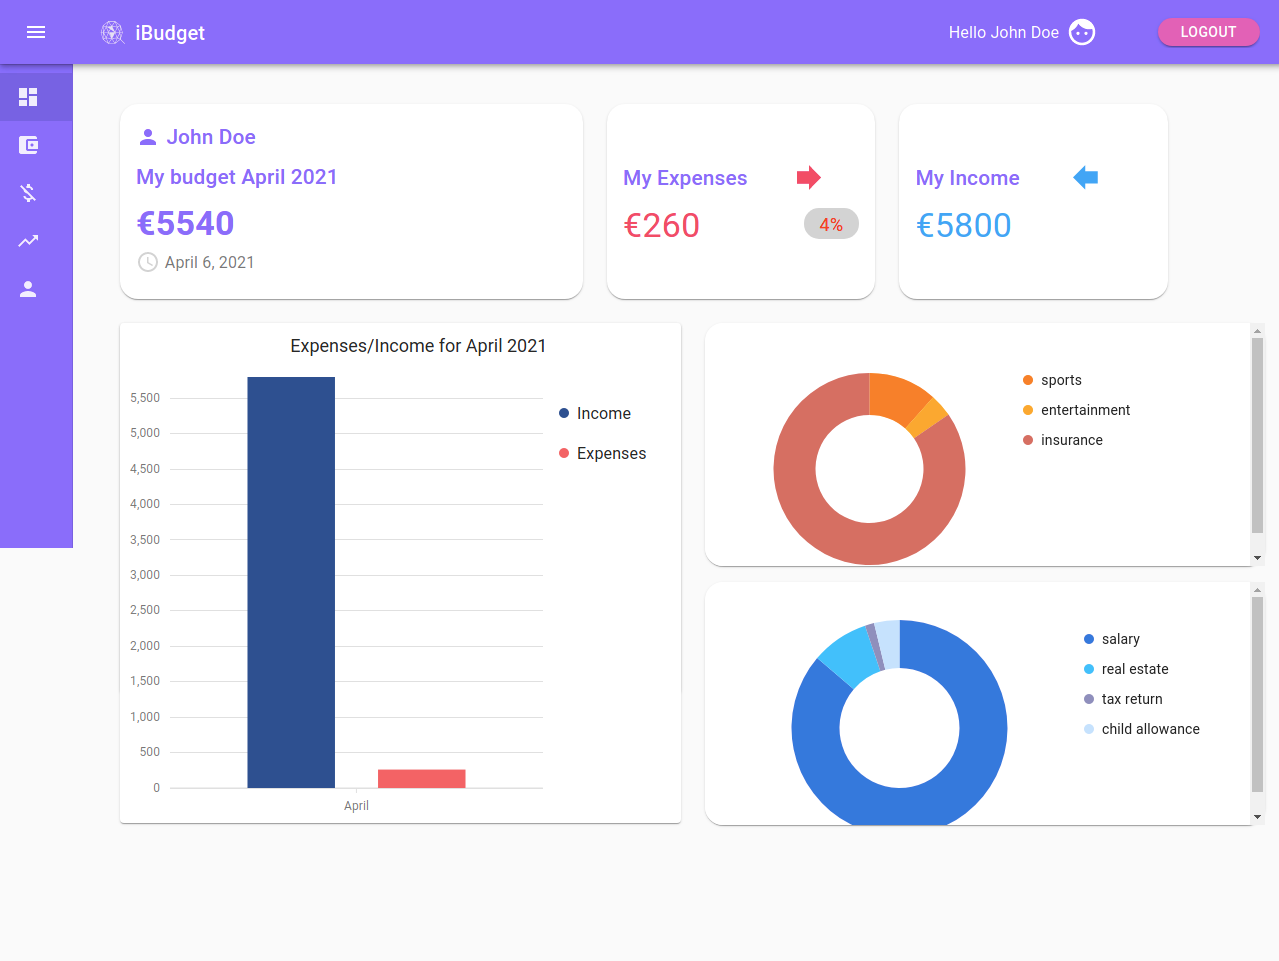 iBudget
Hello John Doe
LOGOUT
John Doe
My budget April 2021
€5540
April 6, 2021
My Expenses
€260
4%
My Income
€5800
Expenses/Income for April 2021
5,500
5,000
4,500
4,000
3,500
3,000
2,500
2,000
1,500
1,000
500
0
April
Income
Expenses
sports
entertainment
insurance
salary
real estate
tax return
child allowance